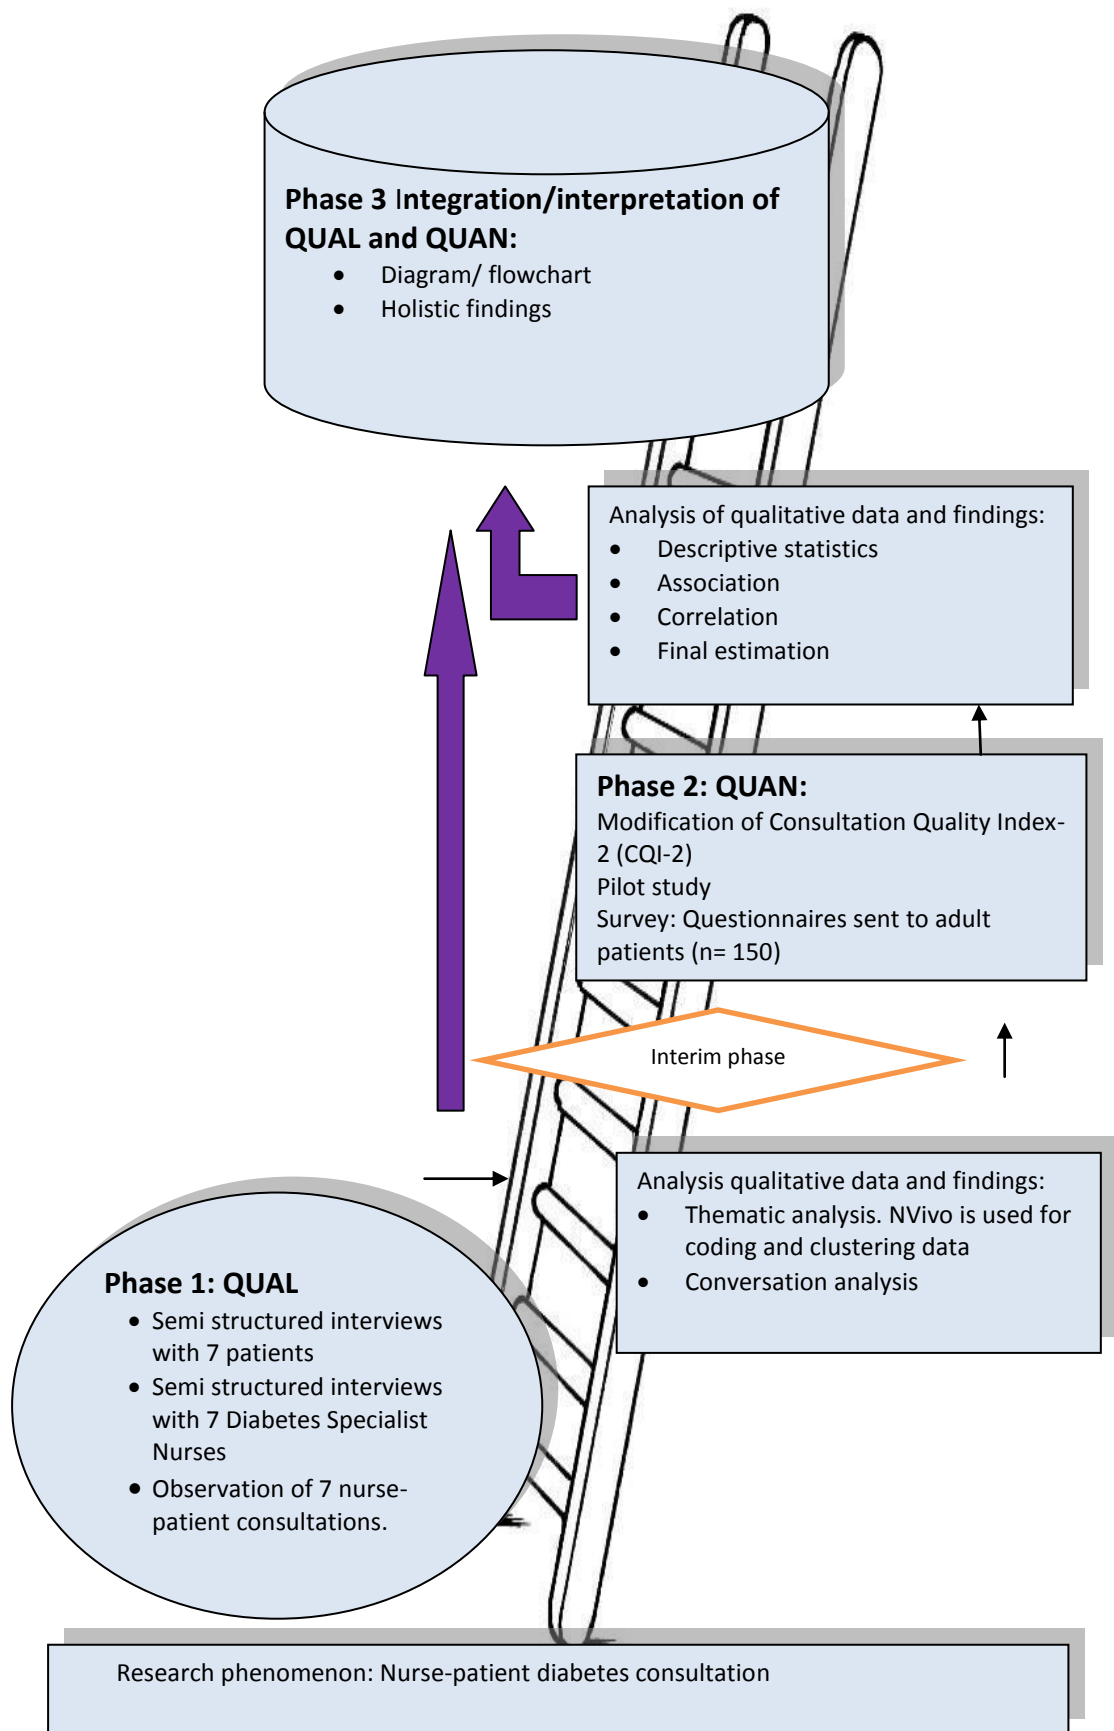 Phase 3 Integration/interpretation of
QUAL and QUAN:
• Diagram/ flowchart
• Holistic findings
Analysis of qualitative data and findings:
• Descriptive statistics
• Association
• Correlation
• Final estimation
Phase 2: QUAN:
Modification of Consultation Quality Index-
2 (CQI-2)
Pilot study
Survey: Questionnaires sent to adult
patients (n= 150)
Interim phase
Analysis qualitative data and findings:
• Thematic analysis. NVivo is used for
coding and clustering data
• Conversation analysis
Phase 1: QUAL
• Semi structured interviews
with 7 patients
• Semi structured interviews
with 7 Diabetes Specialist
Nurses
• Observation of 7 nurse-
patient consultations.
Research phenomenon: Nurse-patient diabetes consultation